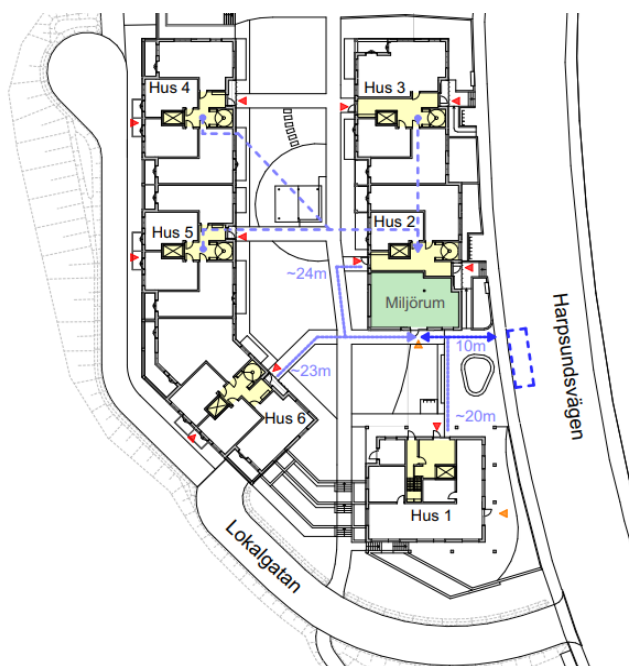 Hus 4
Hus 3
Hus 5
Hus 2
~24m
Miljörum
10m
~23m
~20m
Hus 6
Hus 1
Harpsundsvägen
Lokalgatan